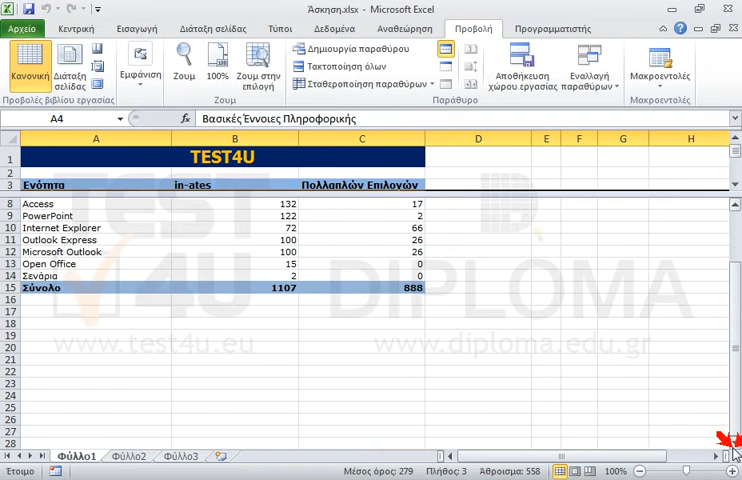 Άσκηση.xlsx - Microsoft Excel
Αρχείο Κεντρική Εισαγωγή Διάταξη σελίδας Τύποι Δεδομένα Αναθεώρηση Προβολή Προγραμματιστής
Κανονική Διάταξη σελίδας
Εμφάνιση
Ζουμ 100% Ζουμ στην επιλογή
Δημιουργία παραθύρου
Τακτοποίηση όλων
Σταθεροποίηση παραθύρων
Αποθήκευση χώρου εργασίας
Εναλλαγή παραθύρων
Μακροεντολές
Προβολές βιβλίου εργασίας Ζουμ Παράθυρο Μακροεντολές
A4 fx Βασικές Έννοιες Πληροφορικής
A B C D E F G H
1 TEST4U
2
3 Ενότητα in-ates Πολλαπλών Επιλογών
8 Access 132 17
9 PowerPoint 122 2
10 Internet Explorer 72 66
11 Outlook Express 100 26
12 Microsoft Outlook 100 26
13 Open Office 15 0
14 Σενάρια 2 0
15 Σύνολο 1107 888
16
17
18
19
20
21
22
23
24
25
26
27
28
TEST 4U
DIPLOMA
www.test4u.eu www.diploma.edu.gr
Φύλλο1 Φύλλο2 Φύλλο3
Έτοιμο Μέσος όρος: 279 Πλήθος: 3 Άθροισμα: 558 100%